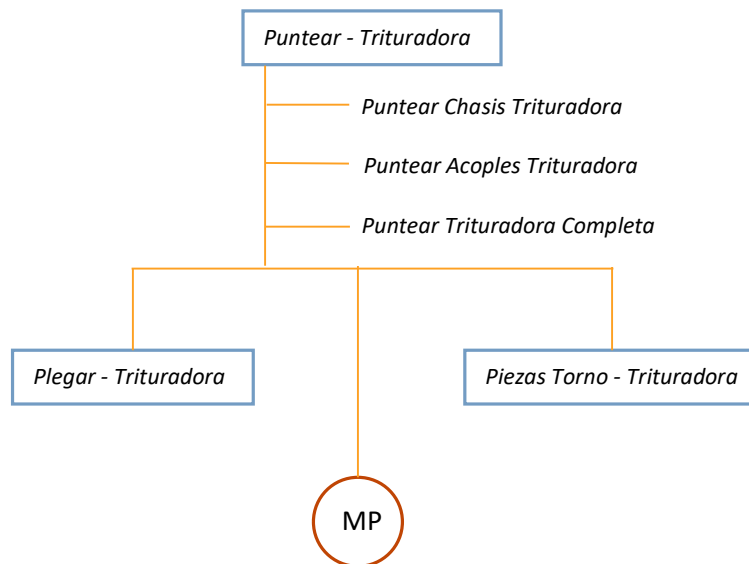 Puntear - Trituradora
Puntear Chasis Trituradora
Puntear Acoples Trituradora
Puntear Trituradora Completa
Plegar - Trituradora
Piezas Torno - Trituradora
MP